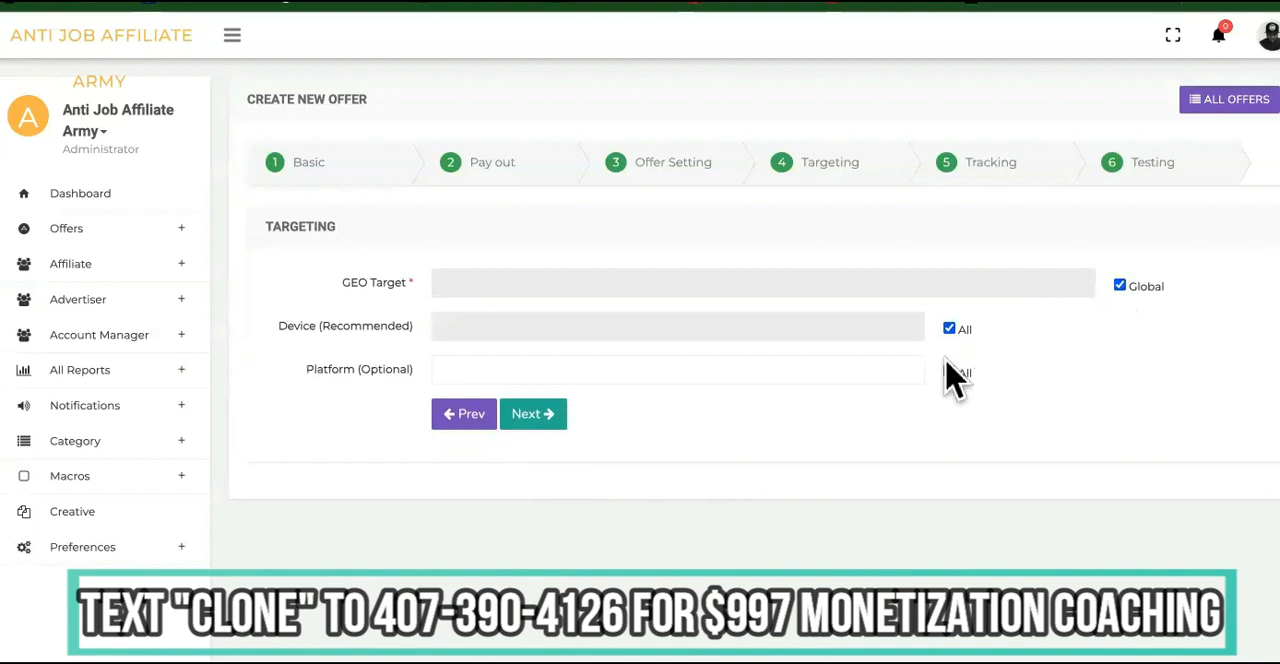 ANTI JOB AFFILIATE
0
ARMY
A
Anti Job Affiliate
Army
Administrator
Dashboard
Offers +
Affiliate +
Advertiser +
Account Manager +
All Reports +
Notifications +
Category +
Macros +
Creative
Preferences +
CREATE NEW OFFER
ALL OFFERS
1 Basic
2 Pay out
3 Offer Setting
4 Targeting
5 Tracking
6 Testing
TARGETING
GEO Target *
Global
Device (Recommended)
All
Platform (Optional)
All
Prev
Next
TEXT "CLONE" TO 407-390-4126 FOR $997 MONETIZATION COACHING